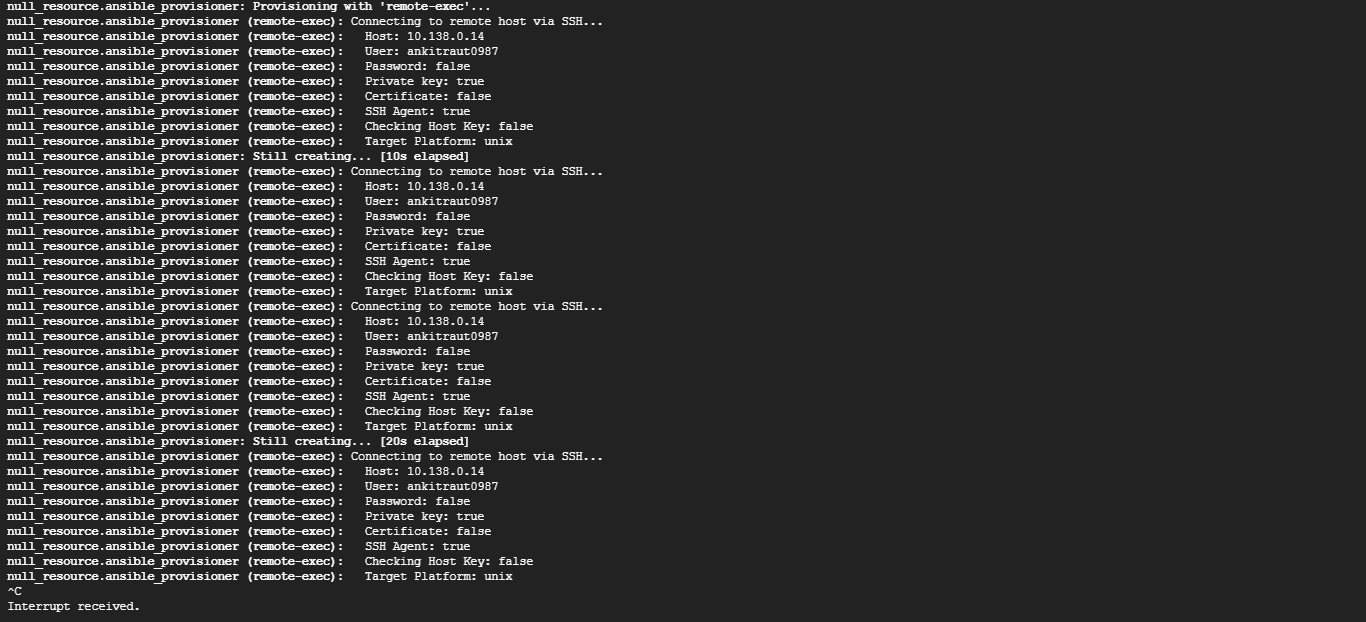 null_resource.ansible_provisioner: Provisioning with 'remote-exec'...
null_resource.ansible_provisioner (remote-exec): Connecting to remote host via SSH...
null_resource.ansible_provisioner (remote-exec):   Host: 10.138.0.14
null_resource.ansible_provisioner (remote-exec):   User: ankitraut0987
null_resource.ansible_provisioner (remote-exec):   Password: false
null_resource.ansible_provisioner (remote-exec):   Private key: true
null_resource.ansible_provisioner (remote-exec):   Certificate: false
null_resource.ansible_provisioner (remote-exec):   SSH Agent: true
null_resource.ansible_provisioner (remote-exec):   Checking Host Key: false
null_resource.ansible_provisioner (remote-exec):   Target Platform: unix
null_resource.ansible_provisioner: Still creating... [10s elapsed]
null_resource.ansible_provisioner (remote-exec): Connecting to remote host via SSH...
null_resource.ansible_provisioner (remote-exec):   Host: 10.138.0.14
null_resource.ansible_provisioner (remote-exec):   User: ankitraut0987
null_resource.ansible_provisioner (remote-exec):   Password: false
null_resource.ansible_provisioner (remote-exec):   Private key: true
null_resource.ansible_provisioner (remote-exec):   Certificate: false
null_resource.ansible_provisioner (remote-exec):   SSH Agent: true
null_resource.ansible_provisioner (remote-exec):   Checking Host Key: false
null_resource.ansible_provisioner (remote-exec):   Target Platform: unix
null_resource.ansible_provisioner (remote-exec): Connecting to remote host via SSH...
null_resource.ansible_provisioner (remote-exec):   Host: 10.138.0.14
null_resource.ansible_provisioner (remote-exec):   User: ankitraut0987
null_resource.ansible_provisioner (remote-exec):   Password: false
null_resource.ansible_provisioner (remote-exec):   Private key: true
null_resource.ansible_provisioner (remote-exec):   Certificate: false
null_resource.ansible_provisioner (remote-exec):   SSH Agent: true
null_resource.ansible_provisioner (remote-exec):   Checking Host Key: false
null_resource.ansible_provisioner (remote-exec):   Target Platform: unix
null_resource.ansible_provisioner: Still creating... [20s elapsed]
null_resource.ansible_provisioner (remote-exec): Connecting to remote host via SSH...
null_resource.ansible_provisioner (remote-exec):   Host: 10.138.0.14
null_resource.ansible_provisioner (remote-exec):   User: ankitraut0987
null_resource.ansible_provisioner (remote-exec):   Password: false
null_resource.ansible_provisioner (remote-exec):   Private key: true
null_resource.ansible_provisioner (remote-exec):   Certificate: false
null_resource.ansible_provisioner (remote-exec):   SSH Agent: true
null_resource.ansible_provisioner (remote-exec):   Checking Host Key: false
null_resource.ansible_provisioner (remote-exec):   Target Platform: unix
^C
Interrupt received.